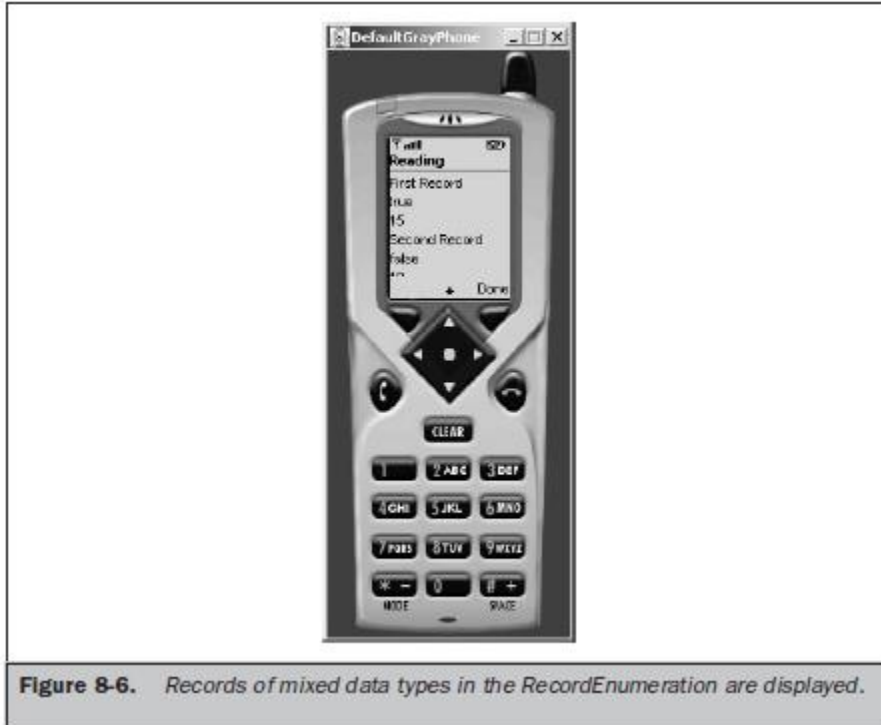 DefaultGrayPhone
Reading
First Record
true
15
Second Record
false
Done
CLEAR
1
2 ABC
3 DEF
4 GHI
5 JKL
6 MNO
7 PQRS
8 TUV
9 WXYZ
* -
0
# +
MODE
SPACE
Figure 8-6. Records of mixed data types in the RecordEnumeration are displayed.